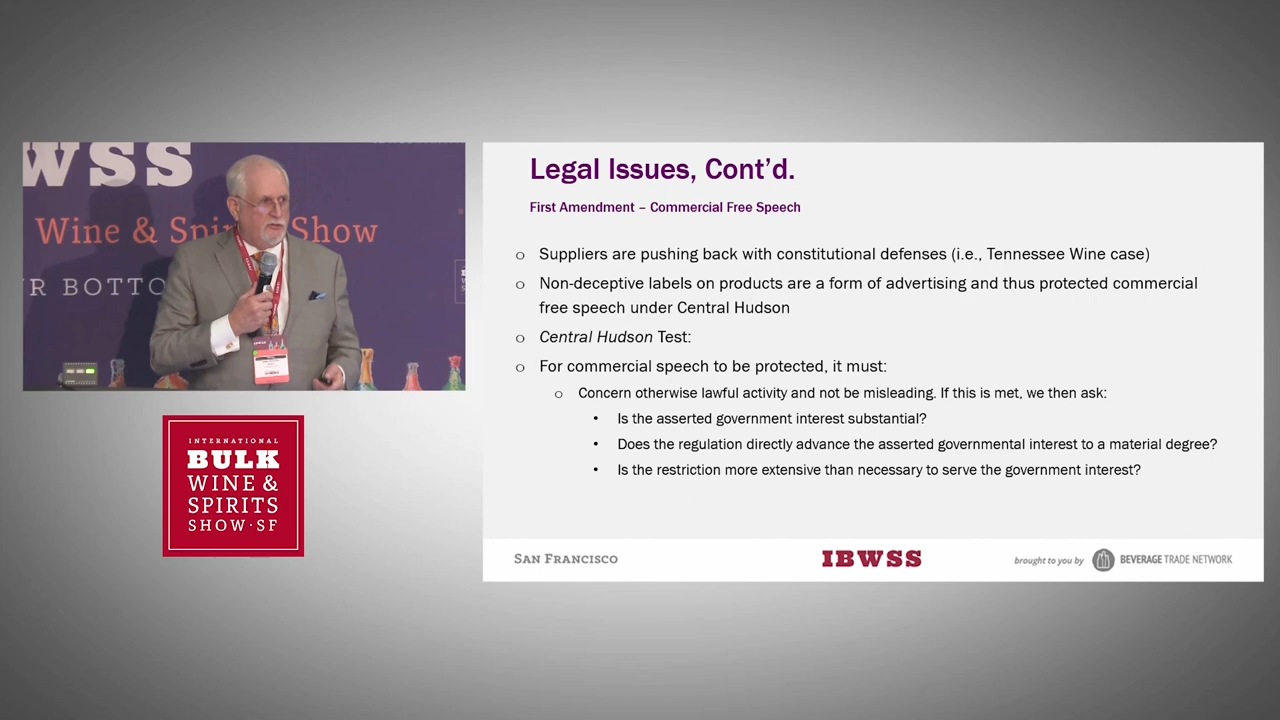 WSS
Wine & Spir Show
R BOTTO
INTERNATIONAL
BULK
WINE &
SPIRITS
SHOW·SF
Legal Issues, Cont’d.
First Amendment – Commercial Free Speech
o Suppliers are pushing back with constitutional defenses (i.e., Tennessee Wine case)
o Non-deceptive labels on products are a form of advertising and thus protected commercial
free speech under Central Hudson
o Central Hudson Test:
o For commercial speech to be protected, it must:
o Concern otherwise lawful activity and not be misleading. If this is met, we then ask:
• Is the asserted government interest substantial?
• Does the regulation directly advance the asserted governmental interest to a material degree?
• Is the restriction more extensive than necessary to serve the government interest?
SAN FRANCISCO
IBWSS
brought to you by BEVERAGE TRADE NETWORK